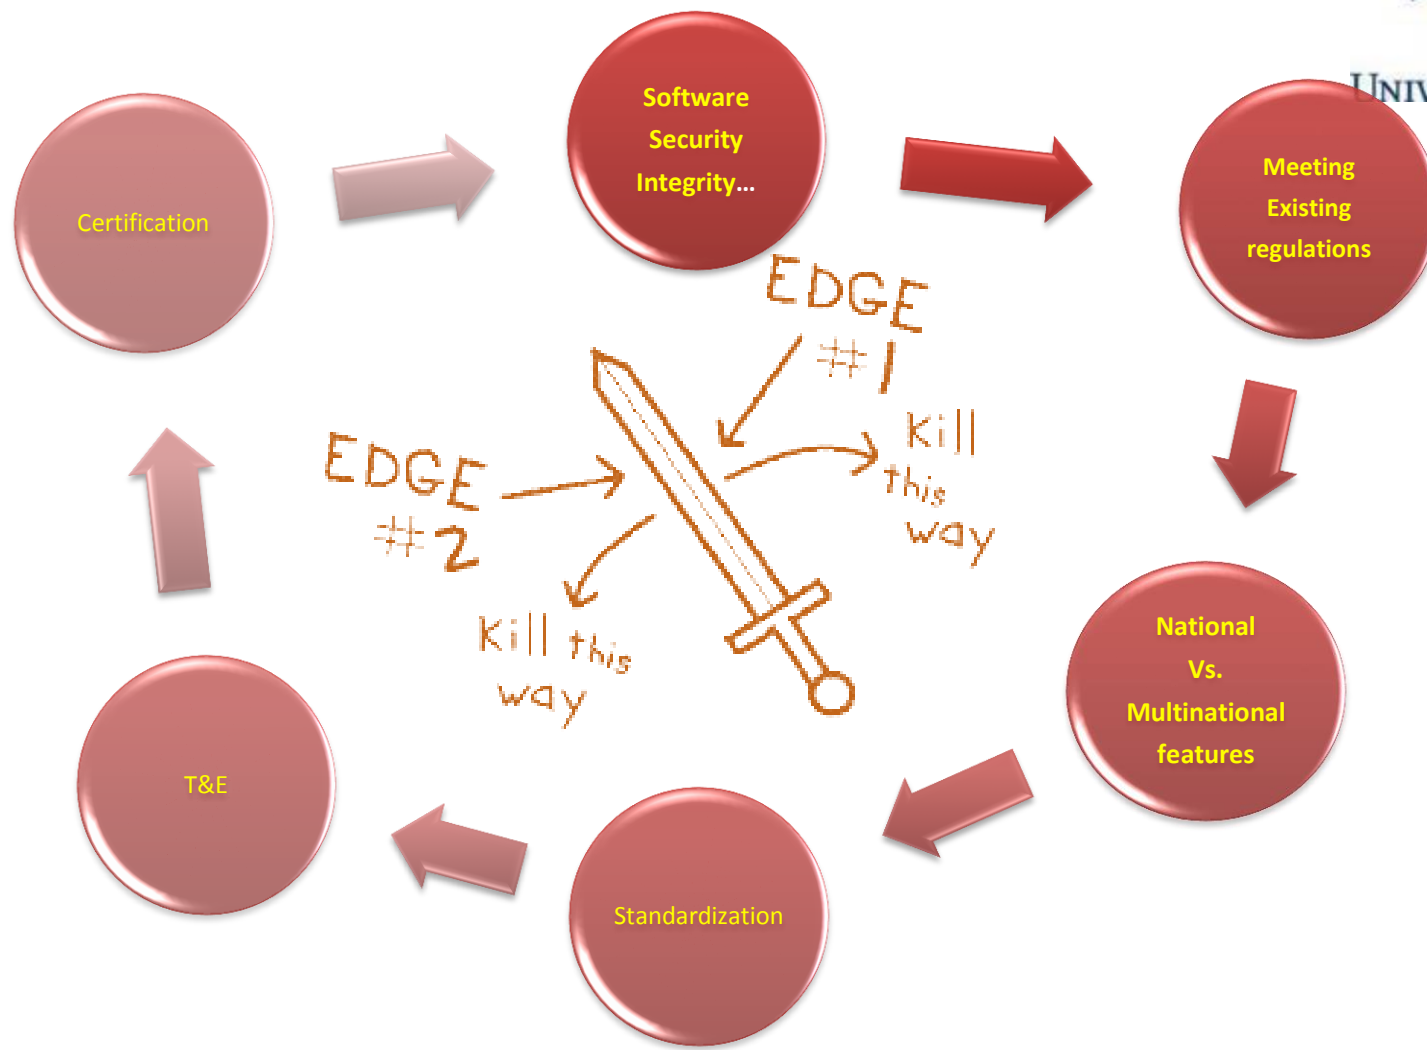 UNIV
Software
Security
Integrity...
Meeting
Existing
regulations
Certification
EDGE
#1
Kill
this
way
EDGE
#2
Kill this
way
National
Vs.
Multinational
features
T&E
Standardization